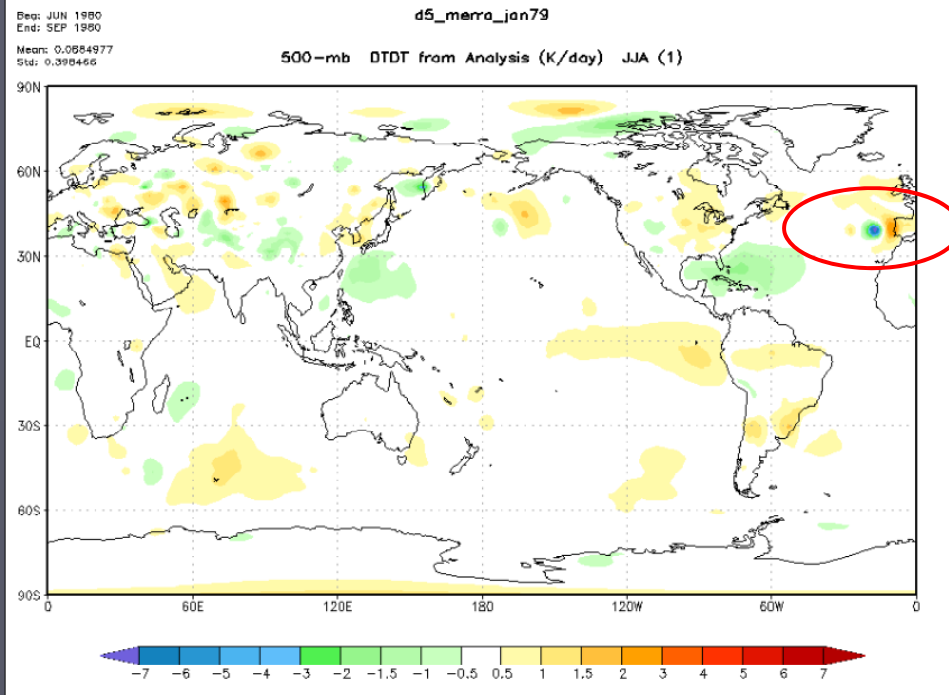 Beg: JUN 1980
End: SEP 1980
Mean: 0.0684977
Std: 0.398466
d5_merra_jan79
500-mb DTDT from Analysis (K/day) JJA (1)
90N
60N
30N
EQ
30S
60S
90S
0 60E 120E 180 120W 60W 0
-7 -6 -5 -4 -3 -2 -1.5 -1 -0.5 0.5 1 1.5 2 3 4 5 6 7